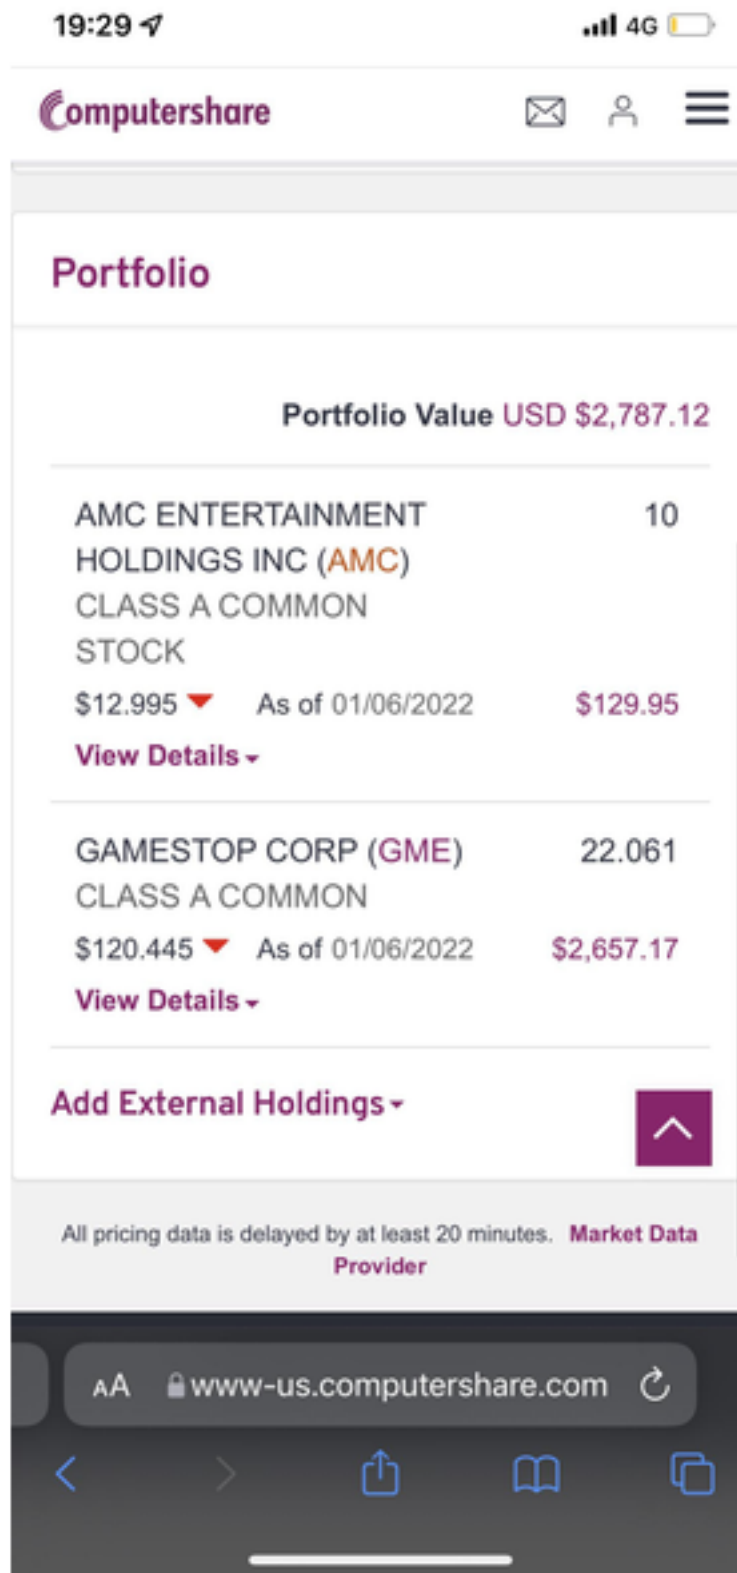 19:29 4G
Computershare
Portfolio
Portfolio Value USD $2,787.12
AMC ENTERTAINMENT 10
HOLDINGS INC (AMC)
CLASS A COMMON
STOCK
$12.995 As of 01/06/2022 $129.95
View Details
GAMESTOP CORP (GME) 22.061
CLASS A COMMON
$120.445 As of 01/06/2022 $2,657.17
View Details
Add External Holdings
All pricing data is delayed by at least 20 minutes. Market Data
Provider
AA www-us.computershare.com